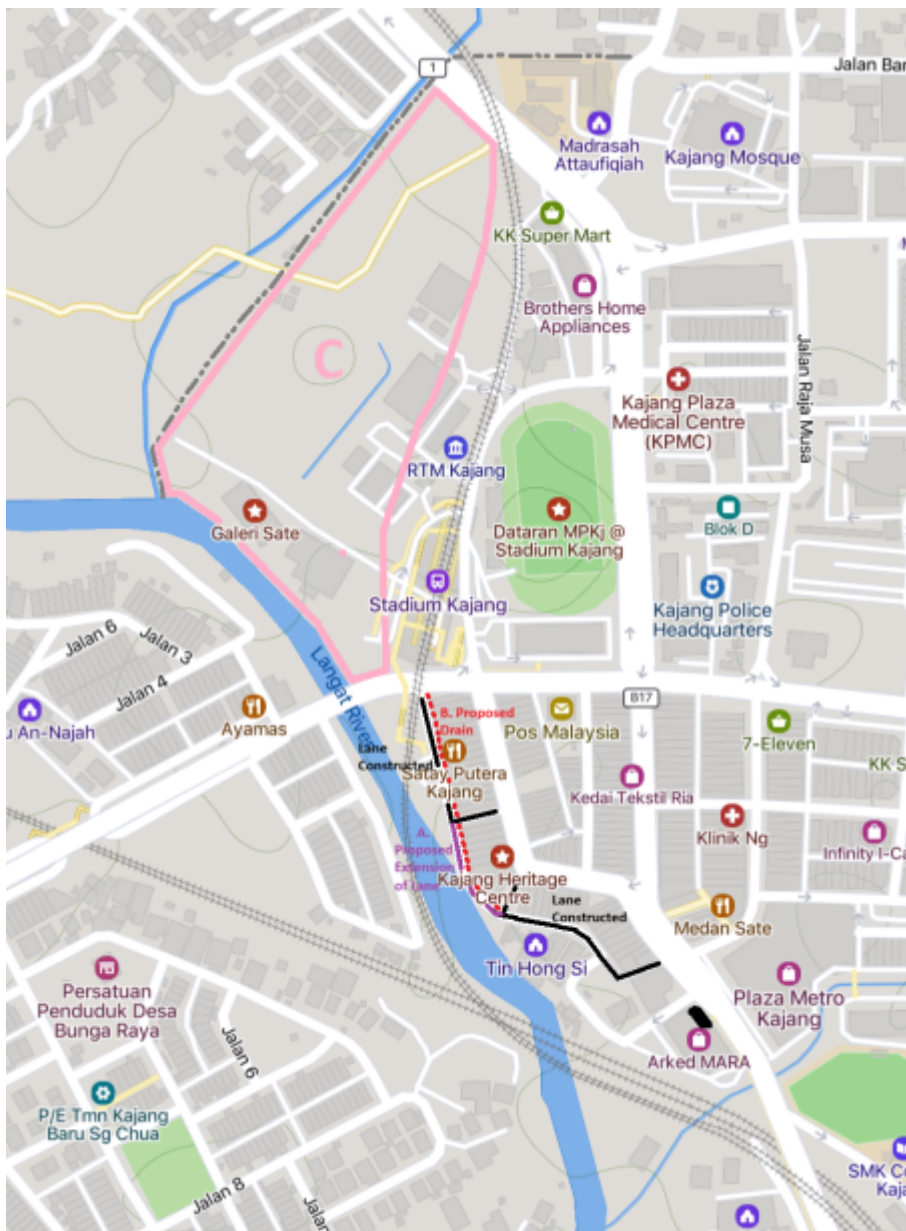 1
Jalan Bar
Madrasah
Attaufiqiah
Kajang Mosque
KK Super Mart
Brothers Home
Appliances
Jalan Raja Musa
C
Kajang Plaza
Medical Centre
(KPMC)
RTM Kajang
Galeri Sate
Dataran MPKj @
Stadium Kajang
Blok D
Stadium Kajang
Kajang Police
Headquarters
Jalan 6
Jalan 3
Jalan 4
Langat River
B17
u An-Najah
Ayamas
B. Proposed
Drain
Pos Malaysia
7-Eleven
Lane
Constructed
Satay Putera
Kajang
KK S
Kedai Tekstil Ria
A.
Proposed
Extension
of Lane
Klinik Ng
Infinity I-Ca
Kajang Heritage
Centre
Lane
Constructed
Medan Sate
Tin Hong Si
Persatuan
Penduduk Desa
Bunga Raya
Plaza Metro
Kajang
Jalan 6
Arked MARA
P/E Tmn Kajang
Baru Sg Chua
Jalan 8
SMK Co
Kaja